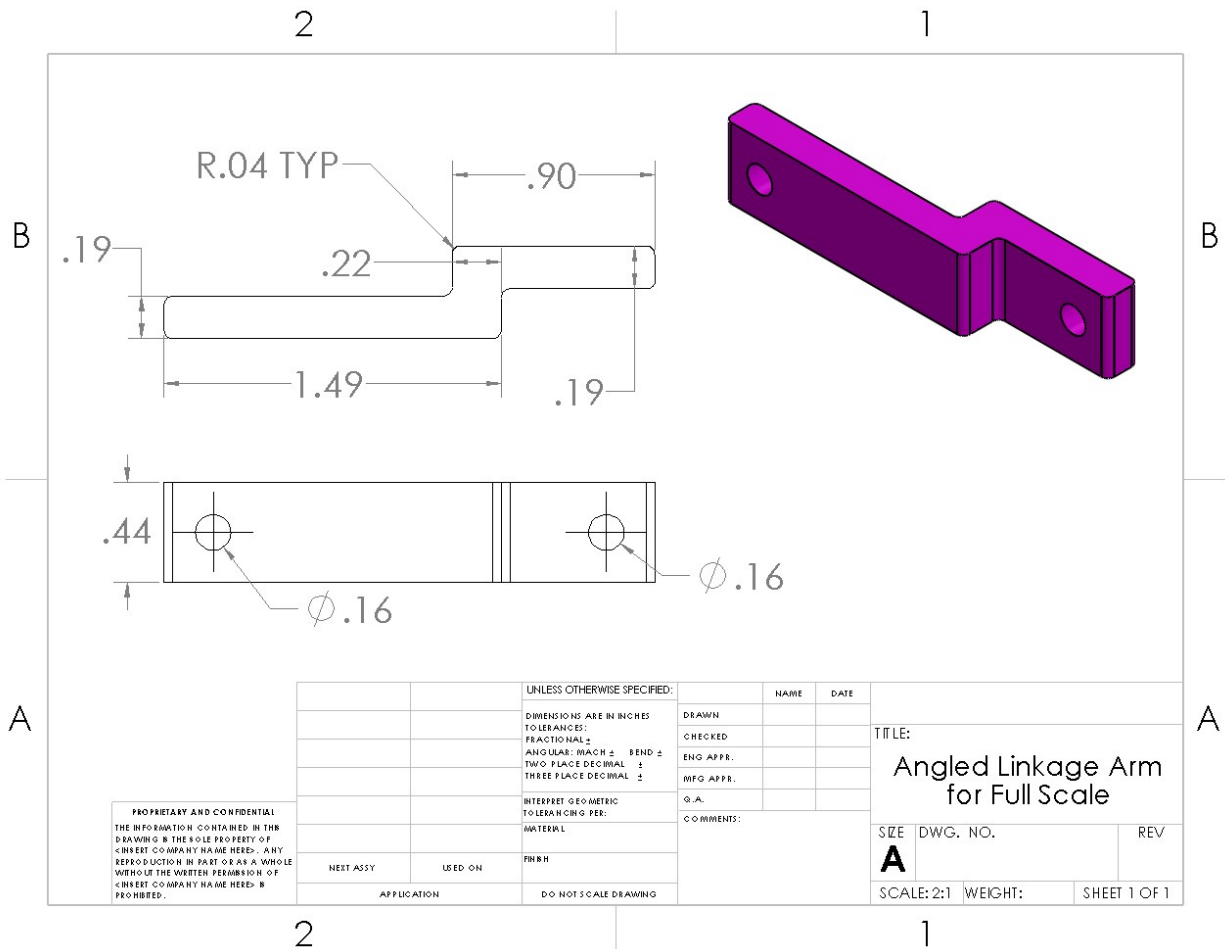 2
1
R.04 TYP
.90
B
B
.19
.22
1.49
.19
.44
Ø.16
Ø.16
A
A
UNLESS OTHERWISE SPECIFIED:
DIMENSIONS ARE IN INCHES
TOLERANCES:
FRACTIONAL ±
ANGULAR: MACH ± BEND ±
TWO PLACE DECIMAL ±
THREE PLACE DECIMAL ±
INTERPRET GEOMETRIC
TOLERANCING PER:
MATERIAL
FINISH
DO NOT SCALE DRAWING
NAME DATE
DRAWN
CHECKED
ENG APPR.
MFG APPR.
Q.A.
COMMENTS:
TITLE:
Angled Linkage Arm
for Full Scale
SIZE DWG. NO. REV
A
SCALE: 2:1 WEIGHT: SHEET 1 OF 1
PROPRIETARY AND CONFIDENTIAL
THE INFORMATION CONTAINED IN THIS
DRAWING IS THE SOLE PROPERTY OF
<INSERT COMPANY NAME HERE>. ANY
REPRODUCTION IN PART OR AS A WHOLE
WITHOUT THE WRITTEN PERMISSION OF
<INSERT COMPANY NAME HERE> IS
PROHIBITED.
NEXT ASSY USED ON
APPLICATION
2
1